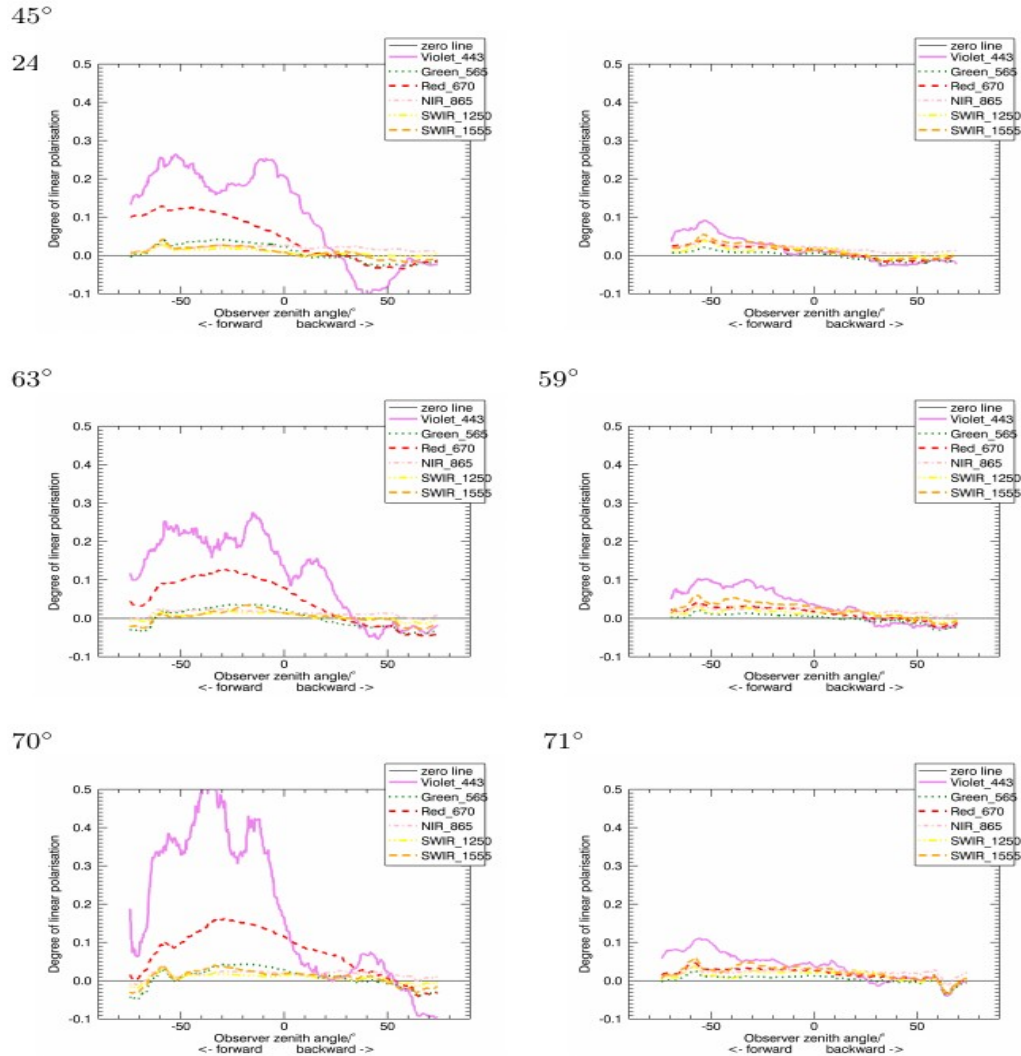 45°
24
zero line
Violet_443
Green_565
Red_670
NIR_865
SWIR_1250
SWIR_1555
0.5
0.4
0.3
0.2
0.1
0.0
-0.1
Degree of linear polarisation
-50 0 50
Observer zenith angle/°
<- forward backward ->
zero line
Violet_443
Green_565
Red_670
NIR_865
SWIR_1250
SWIR_1555
0.5
0.4
0.3
0.2
0.1
0.0
-0.1
Degree of linear polarisation
-50 0 50
Observer zenith angle/°
<- forward backward ->
63°
zero line
Violet_443
Green_565
Red_670
NIR_865
SWIR_1250
SWIR_1555
0.5
0.4
0.3
0.2
0.1
0.0
-0.1
Degree of linear polarisation
-50 0 50
Observer zenith angle/°
<- forward backward ->
59°
zero line
Violet_443
Green_565
Red_670
NIR_865
SWIR_1250
SWIR_1555
0.5
0.4
0.3
0.2
0.1
0.0
-0.1
Degree of linear polarisation
-50 0 50
Observer zenith angle/°
<- forward backward ->
70°
zero line
Violet_443
Green_565
Red_670
NIR_865
SWIR_1250
SWIR_1555
0.5
0.4
0.3
0.2
0.1
0.0
-0.1
Degree of linear polarisation
-50 0 50
Observer zenith angle/°
<- forward backward ->
71°
zero line
Violet_443
Green_565
Red_670
NIR_865
SWIR_1250
SWIR_1555
0.5
0.4
0.3
0.2
0.1
0.0
-0.1
Degree of linear polarisation
-50 0 50
Observer zenith angle/°
<- forward backward ->